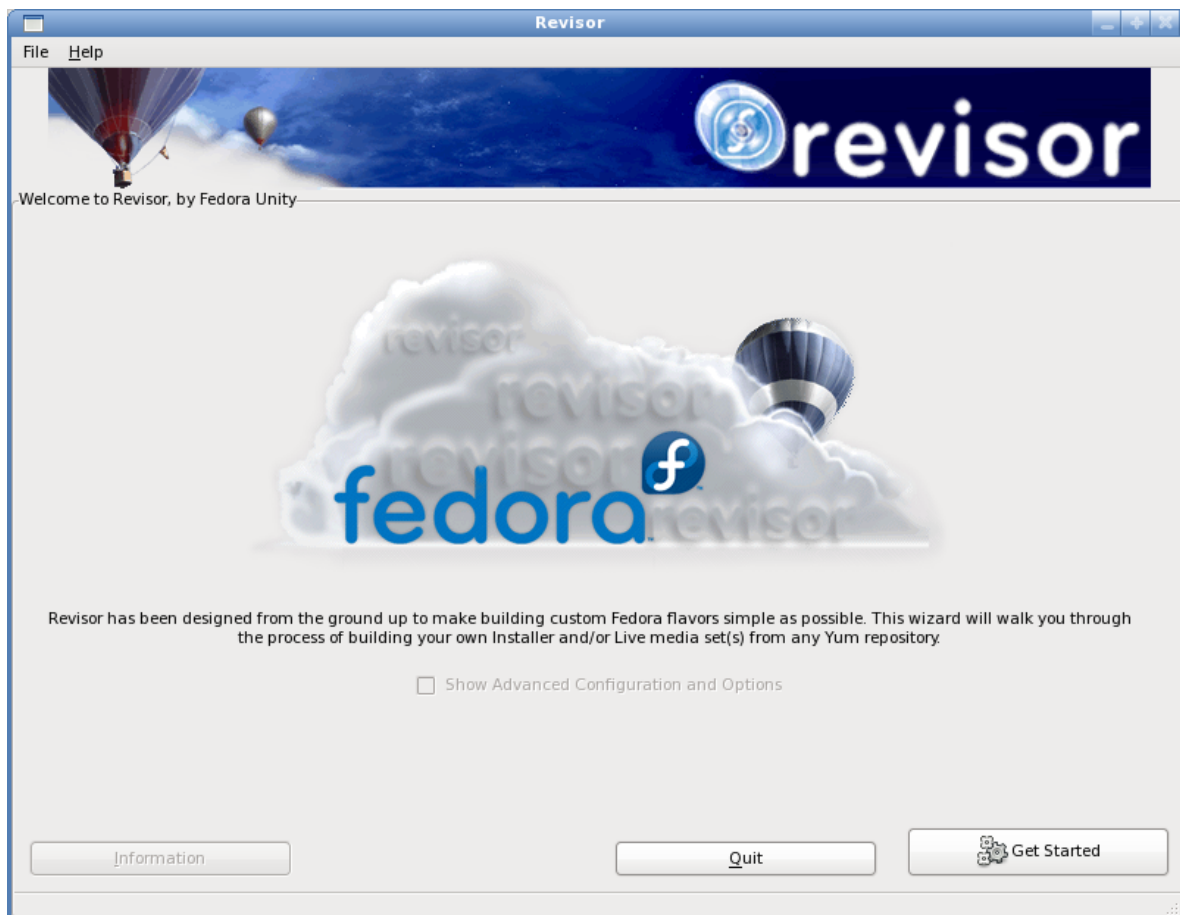 Revisor
File Help
revisor
Welcome to Revisor, by Fedora Unity
revisor
revisor
revisor
fedora
revisor
Revisor has been designed from the ground up to make building custom Fedora flavors simple as possible. This wizard will walk you through
the process of building your own Installer and/or Live media set(s) from any Yum repository.
Show Advanced Configuration and Options
Information Quit Get Started